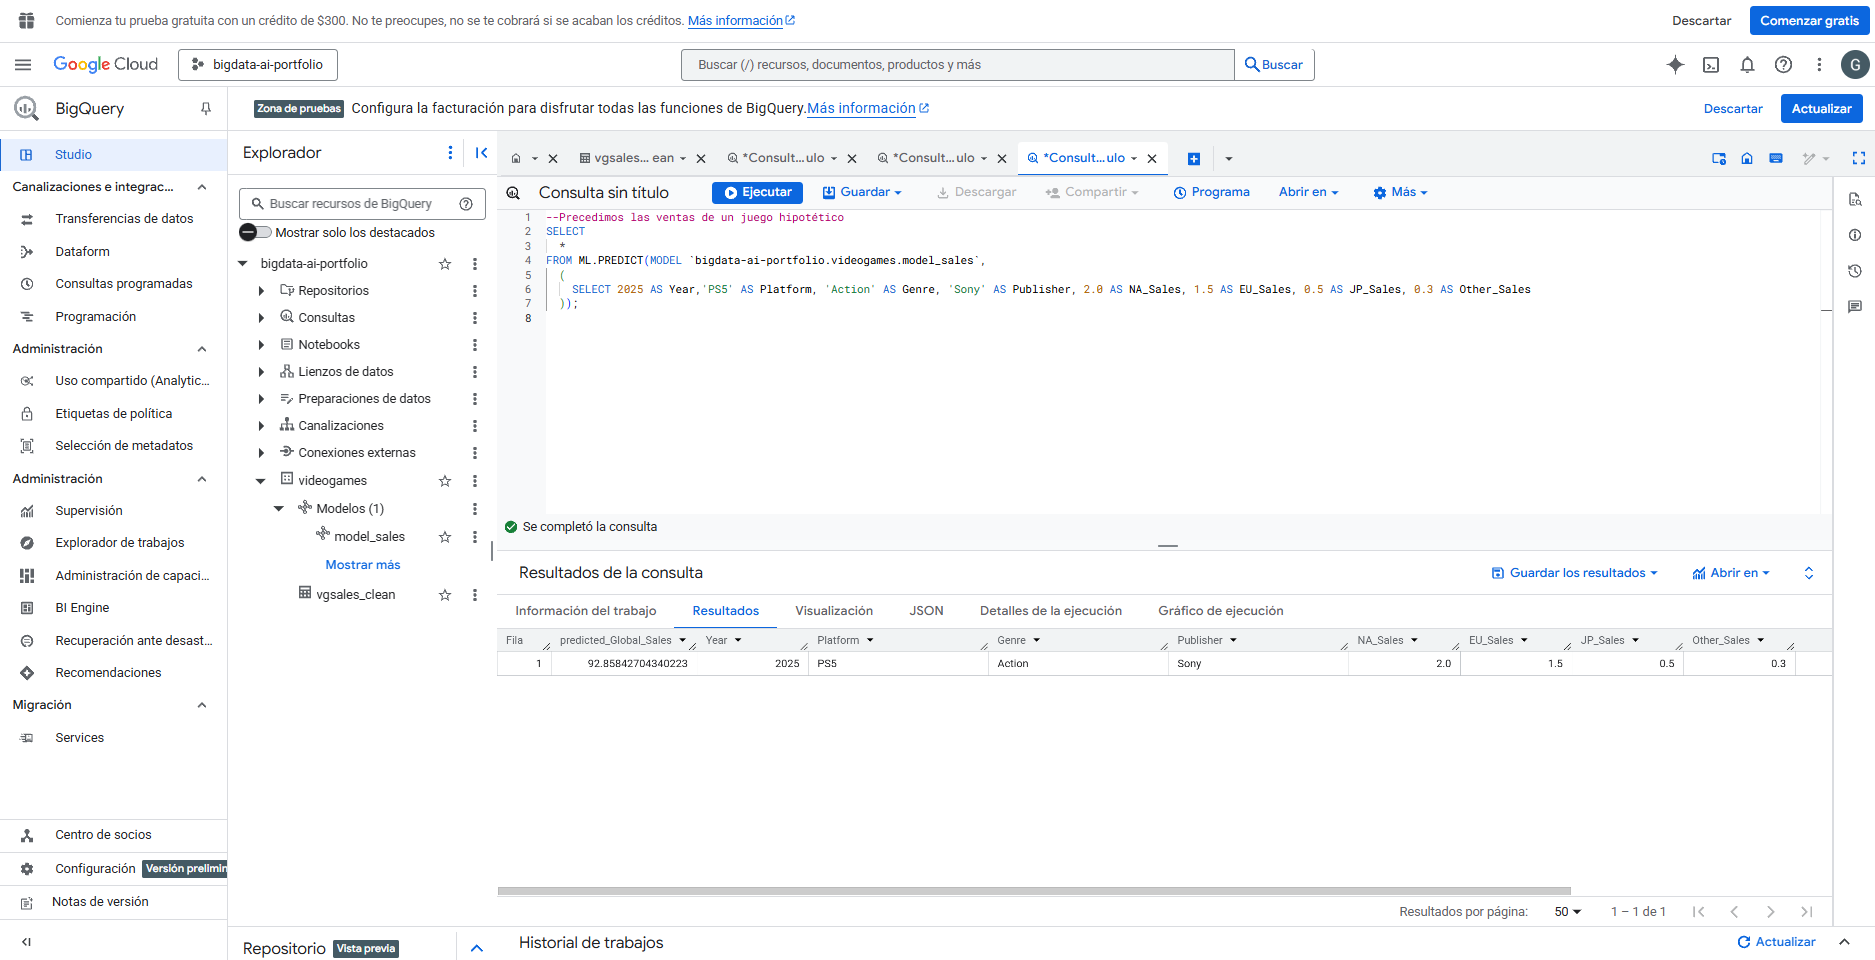 Comienza tu prueba gratuita con un crédito de $300. No te preocupes, no se te cobrará si se acaban los créditos. Más información
Descartar
Comenzar gratis
Google Cloud
bigdata-ai-portfolio
Buscar (/) recursos, documentos, productos y más
Buscar
G
BigQuery
Zona de pruebas
Configura la facturación para disfrutar todas las funciones de BigQuery.Más información
Descartar
Actualizar
Studio
Canalizaciones e integrac...
Transferencias de datos
Dataform
Consultas programadas
Programación
Administración
Uso compartido (Analytic...
Etiquetas de política
Selección de metadatos
Administración
Supervisión
Explorador de trabajos
Administración de capaci...
BI Engine
Recuperación ante desast...
Recomendaciones
Migración
Services
Centro de socios
Configuración
Versión prelimin
Notas de versión
Explorador
Buscar recursos de BigQuery
Mostrar solo los destacados
bigdata-ai-portfolio
Repositorios
Consultas
Notebooks
Lienzos de datos
Preparaciones de datos
Canalizaciones
Conexiones externas
videogames
Modelos (1)
model_sales
Mostrar más
vgsales_clean
Repositorio
Vista previa
vgsales... ean
*Consult...ulo
*Consult...ulo
*Consult...ulo
Consulta sin título
Ejecutar
Guardar
Descargar
Compartir
Programa
Abrir en
Más
1 --Precedimos las ventas de un juego hipotético
2 SELECT
3 *
4 FROM ML.PREDICT(MODEL `bigdata-ai-portfolio.videogames.model_sales`,
5 (
6 SELECT 2025 AS Year,'PS5' AS Platform, 'Action' AS Genre, 'Sony' AS Publisher, 2.0 AS NA_Sales, 1.5 AS EU_Sales, 0.5 AS JP_Sales, 0.3 AS Other_Sales
7 ));
8
Se completó la consulta
Resultados de la consulta
Guardar los resultados
Abrir en
Información del trabajo
Resultados
Visualización
JSON
Detalles de la ejecución
Gráfico de ejecución
Fila predicted_Global_Sales Year Platform Genre Publisher NA_Sales EU_Sales JP_Sales Other_Sales
1 92.85842704340223 2025 PS5 Action Sony 2.0 1.5 0.5 0.3
Resultados por página: 50 1 – 1 de 1
Historial de trabajos
Actualizar